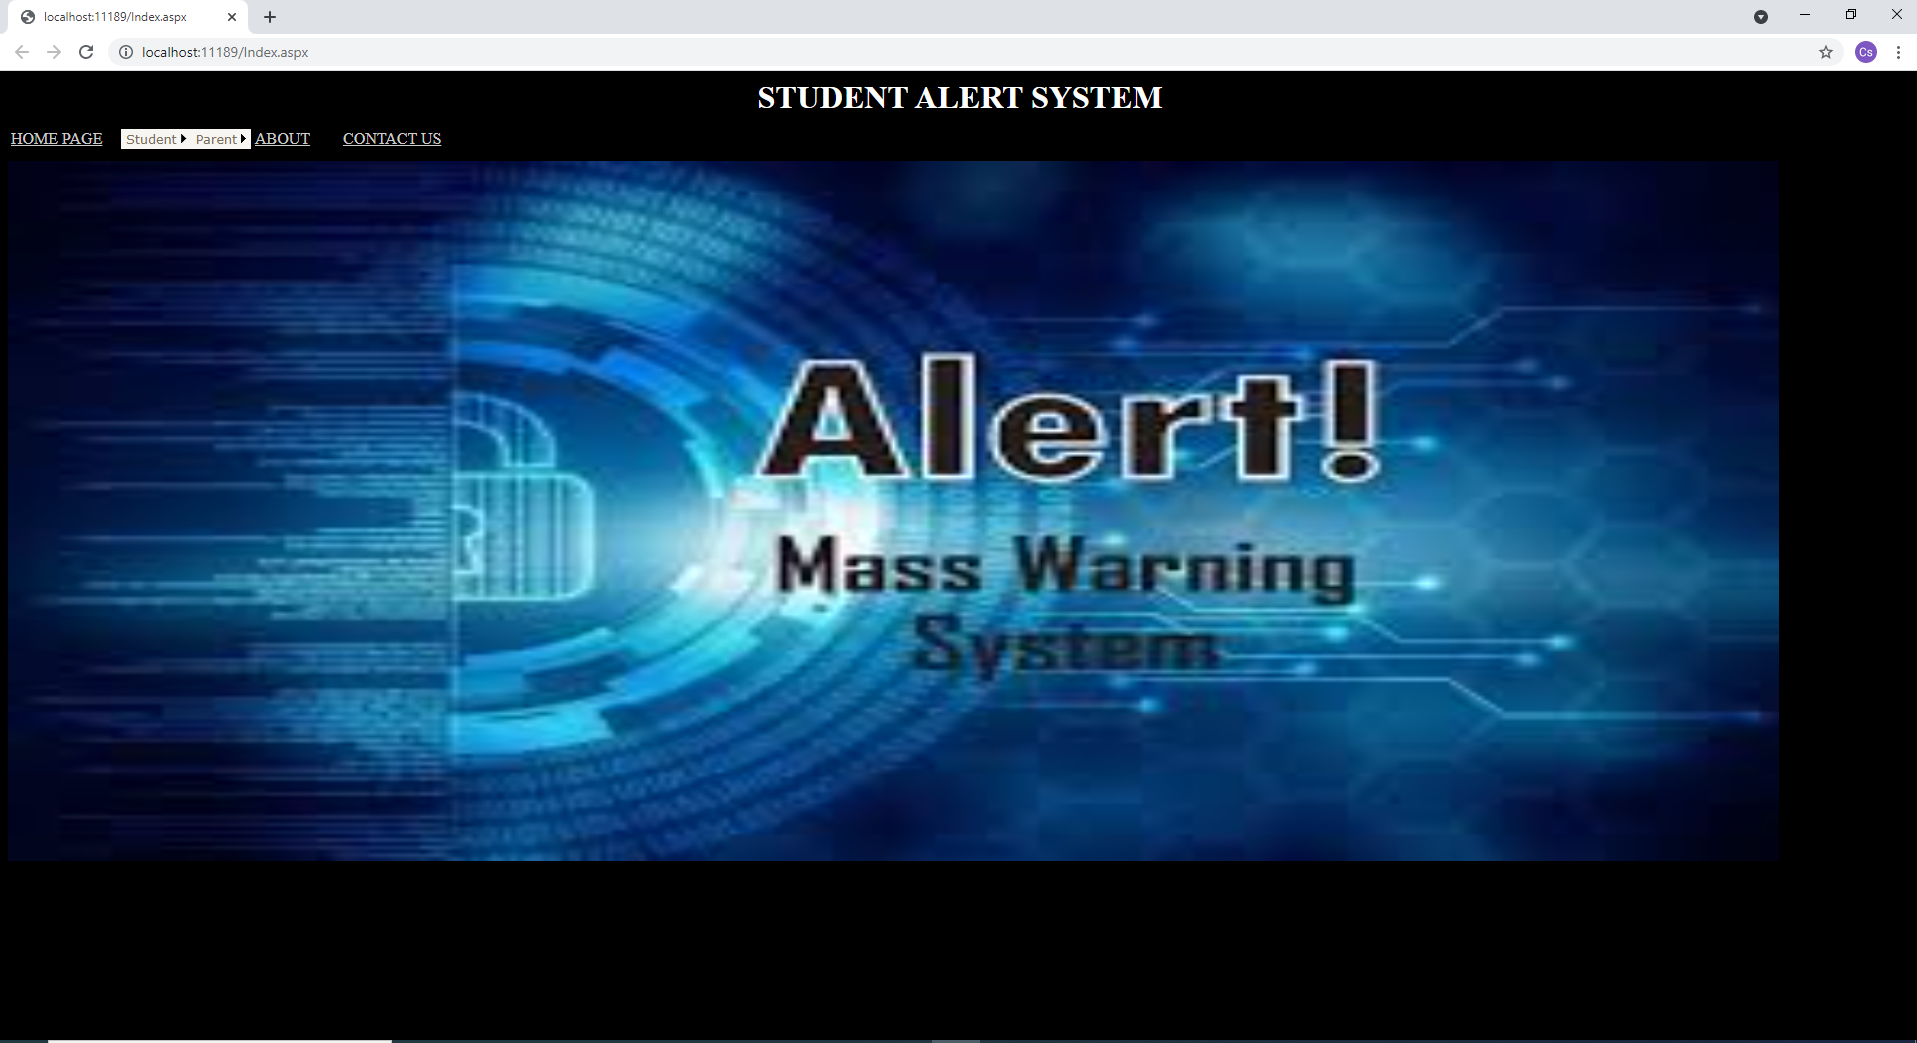 localhost:11189/Index.aspx
localhost:11189/Index.aspx
Cs
STUDENT ALERT SYSTEM
HOME PAGE Student Parent ABOUT CONTACT US
Alert!
Mass Warning
System